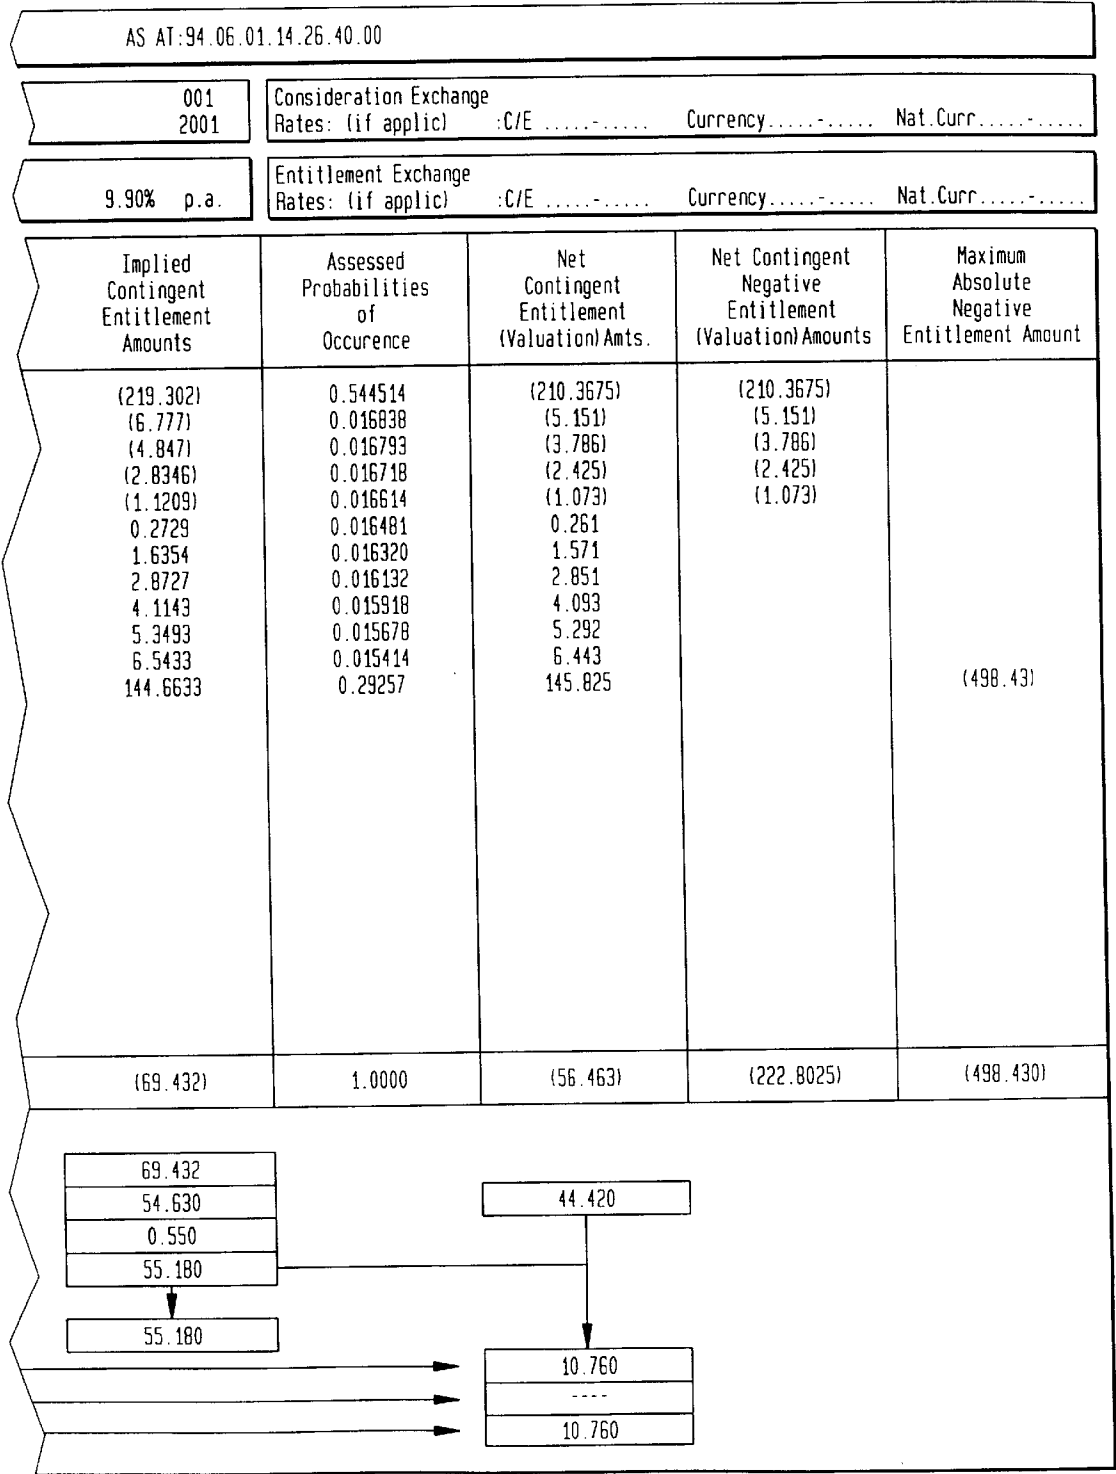 AS AT:94.06.01.14.26.40.00
001
2001
Consideration Exchange
Rates: (if applic) :C/E .....-..... Currency.....-..... Nat.Curr.....-.....
9.90% p.a.
Entitlement Exchange
Rates: (if applic) :C/E .....-..... Currency.....-..... Nat.Curr.....-.....
Implied Contingent Entitlement Amounts
Assessed Probabilities of Occurence
Net Contingent Entitlement (Valuation)Amts.
Net Contingent Negative Entitlement (Valuation)Amounts
Maximum Absolute Negative Entitlement Amount
(219.302) 0.544514 (210.3675) (210.3675)
(6.777) 0.016838 (5.151) (5.151)
(4.847) 0.016793 (3.786) (3.786)
(2.8346) 0.016718 (2.425) (2.425)
(1.1209) 0.016614 (1.073) (1.073)
0.2729 0.016481 0.261
1.6354 0.016320 1.571
2.8727 0.016132 2.851
4.1143 0.015918 4.093
5.3493 0.015678 5.292
6.5433 0.015414 6.443
144.6633 0.29257 145.825 (498.43)
(69.432) 1.0000 (56.463) (222.8025) (498.430)
69.432
54.630
0.550
55.180
55.180
44.420
10.760
----
10.760